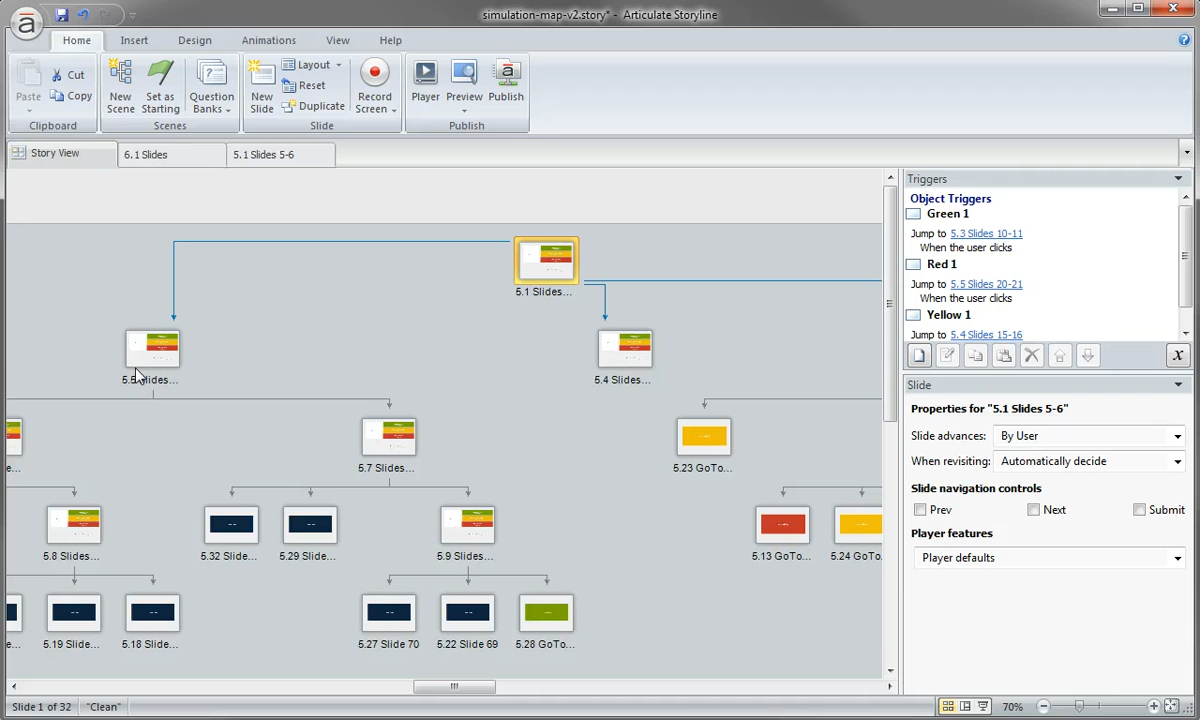 simulation-map-v2.story* - Articulate Storyline
Home Insert Design Animations View Help
Paste
Cut
Copy
Clipboard
New Scene
Set as Starting
Question Banks
Scenes
New Slide
Layout
Reset
Duplicate
Slide
Record Screen
Player
Preview
Publish
Publish
Story View
6.1 Slides
5.1 Slides 5-6
5.1 Slides...
5.4 Slides...
5.7 Slides...
5.23 GoTo...
5.8 Slides...
5.32 Slide...
5.29 Slide...
5.9 Slides...
5.13 GoTo...
5.24 GoTo
5.19 Slide...
5.18 Slide...
5.27 Slide 70
5.22 Slide 69
5.28 GoTo...
Triggers
Object Triggers
Green 1
Jump to 5.3 Slides 10-11
When the user clicks
Red 1
Jump to 5.5 Slides 20-21
When the user clicks
Yellow 1
Jump to 5.4 Slides 15-16
Slide
Properties for "5.1 Slides 5-6"
Slide advances: By User
When revisiting: Automatically decide
Slide navigation controls
Prev Next Submit
Player features
Player defaults
Slide 1 of 32 "Clean" 70%